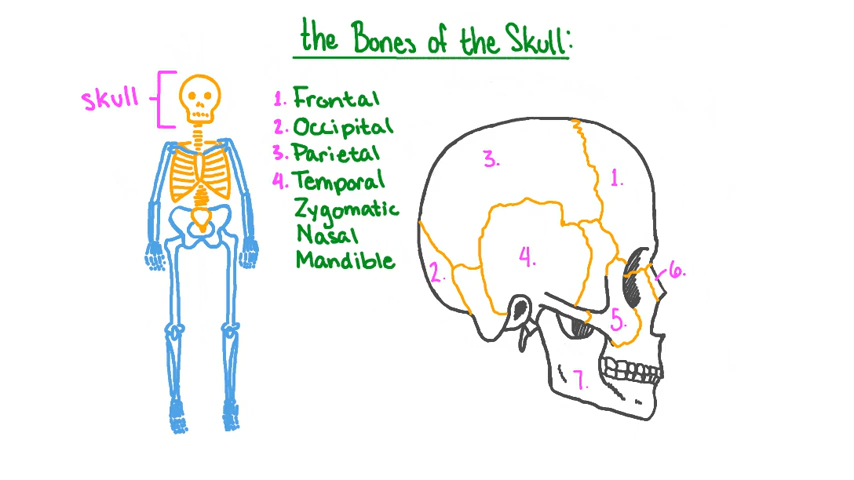 the Bones of the Skull:
skull
1. Frontal
2. Occipital
3. Parietal
4. Temporal
Zygomatic
Nasal
Mandible
3.
1.
4.
2.
6.
5.
7.